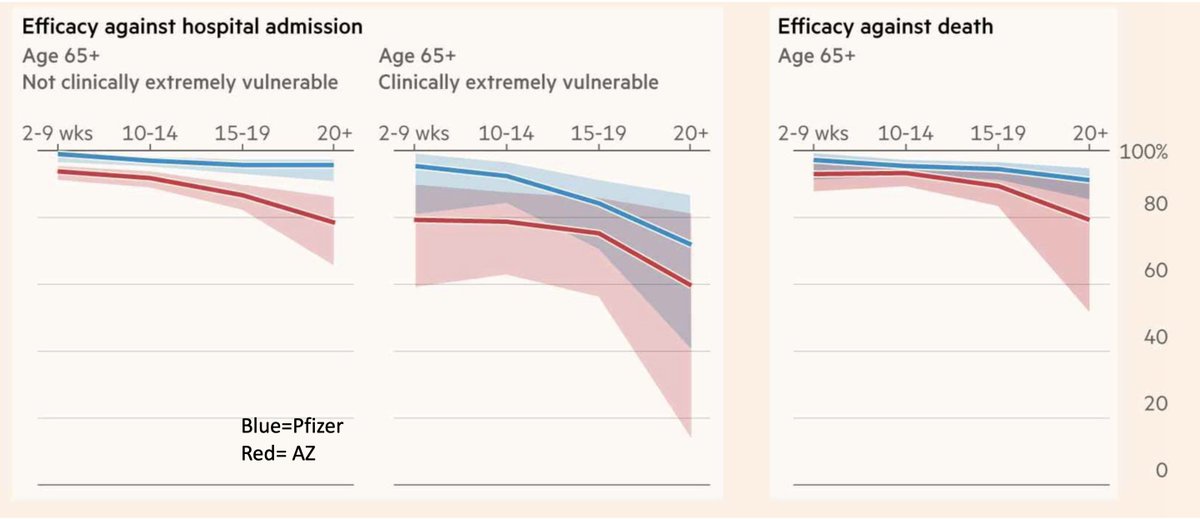 Efficacy against hospital admission
Age 65+
Not clinically extremely vulnerable
2-9 wks 10-14 15-19 20+
Age 65+
Clinically extremely vulnerable
2-9 wks 10-14 15-19 20+
Blue=Pfizer
Red= AZ
Efficacy against death
Age 65+
2-9 wks 10-14 15-19 20+
100%
80
60
40
20
0